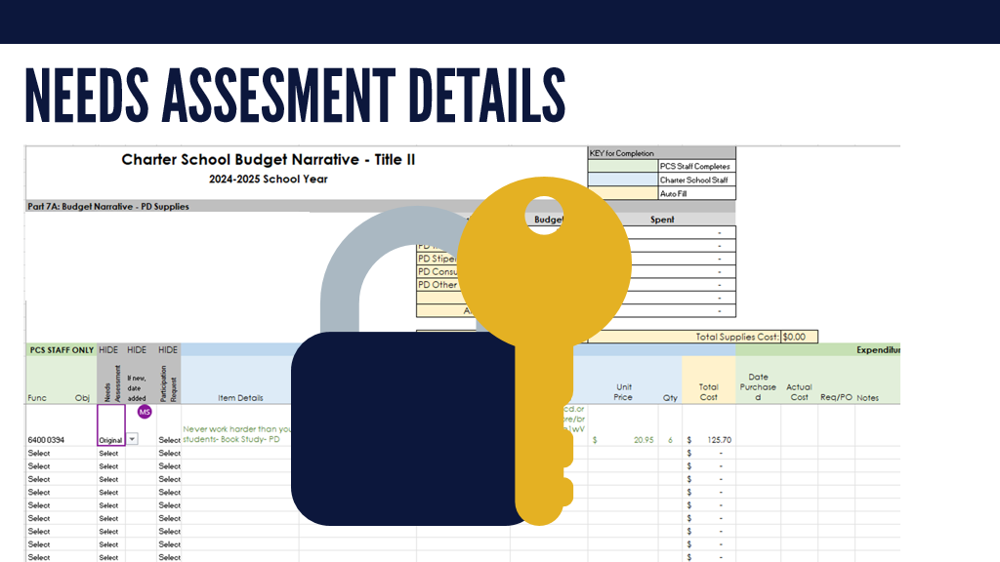 NEEDS ASSESMENT DETAILS
Charter School Budget Narrative - Title II
2024-2025 School Year
KEY for Completion
PCS Staff Completes
Charter School Staff
Auto Fill
Part 7A: Budget Narrative - PD Supplies
Budget Spent
-
PD -
PD Stipe -
PD Consu -
PD Other -
-
A -
Total Supplies Cost: $0.00
PCS STAFF ONLY HIDE HIDE HIDE Expenditur
Func Obj Needs Assessment If new, date added Participation Request Item Details Unit Price Qty Total Cost Date Purchase d Actual Cost Req/PO Notes
MS
cd.or
re/br
Never work harder than you
students- Book Study- PD
6400 0394 Original Select $ 20.95 6 $ 125.70
Select Select Select $ -
Select Select Select $ -
Select Select Select $ -
Select Select Select $ -
Select Select Select $ -
Select Select Select $ -
Select Select Select $ -
Select Select Select $ -
Select Select Select $ -